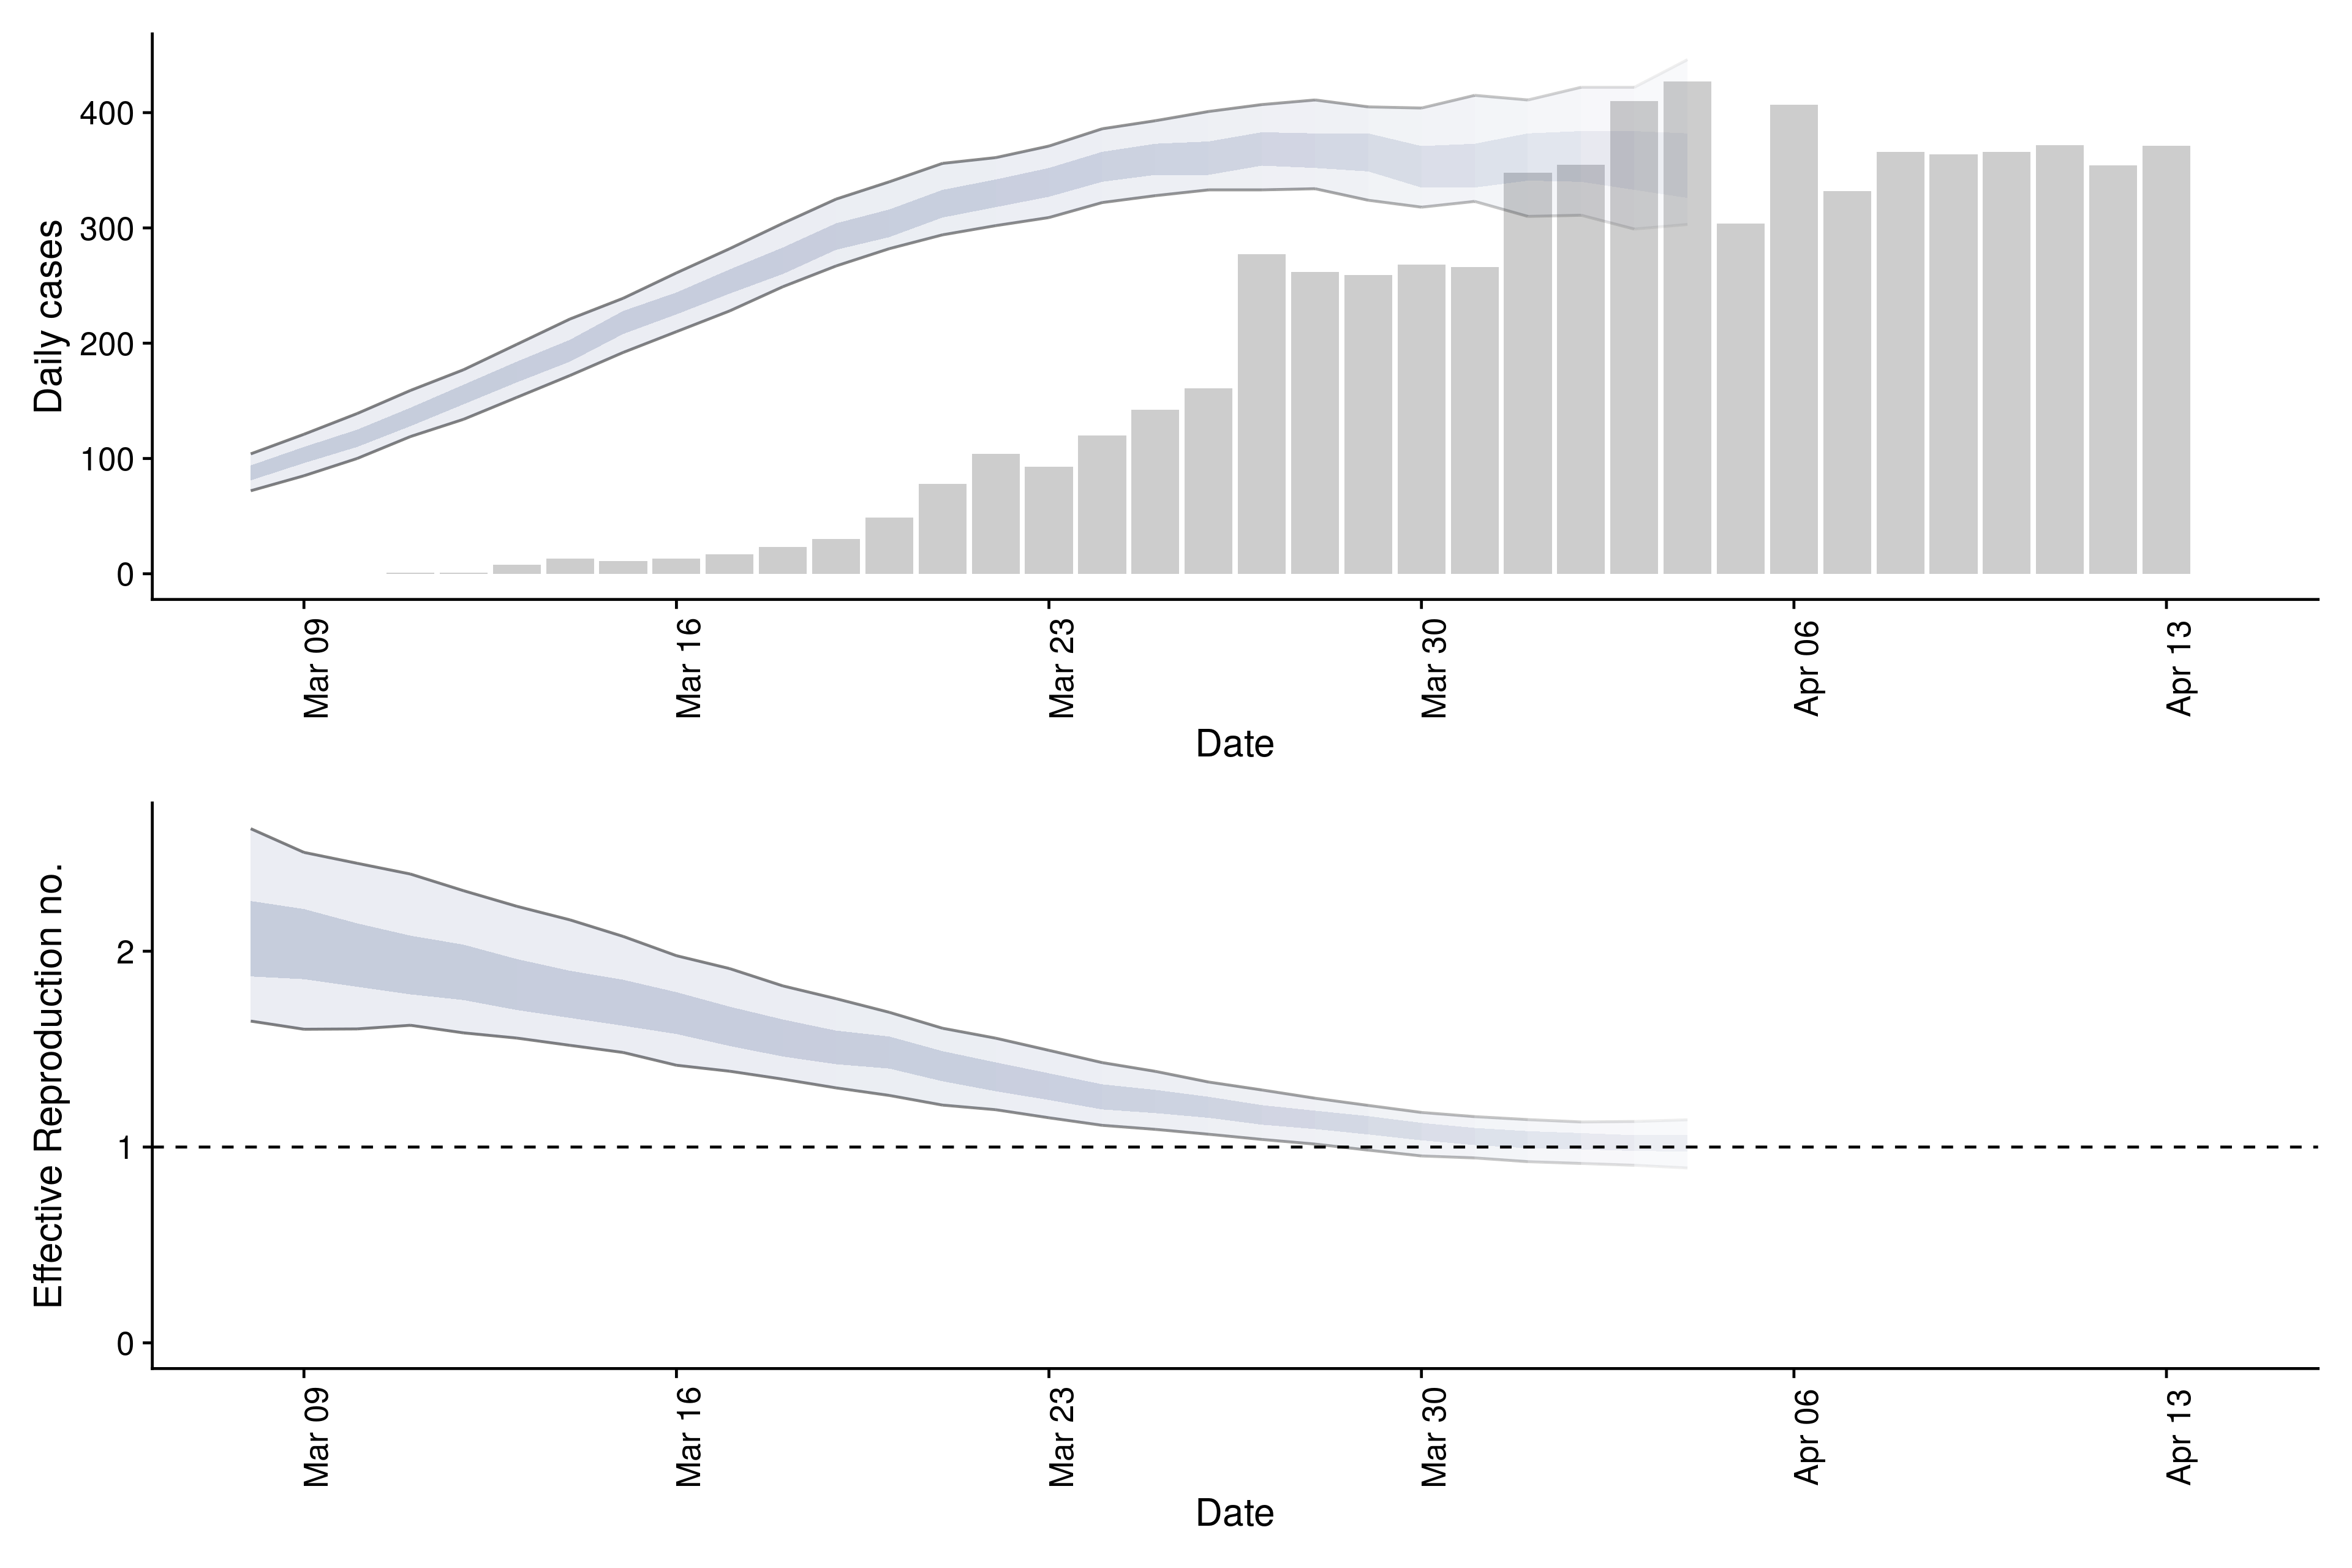 Daily cases
400
300
200
100
0
Mar 09
Mar 16
Mar 23
Mar 30
Apr 06
Apr 13
Date
Effective Reproduction no.
2
1
0
Mar 09
Mar 16
Mar 23
Mar 30
Apr 06
Apr 13
Date